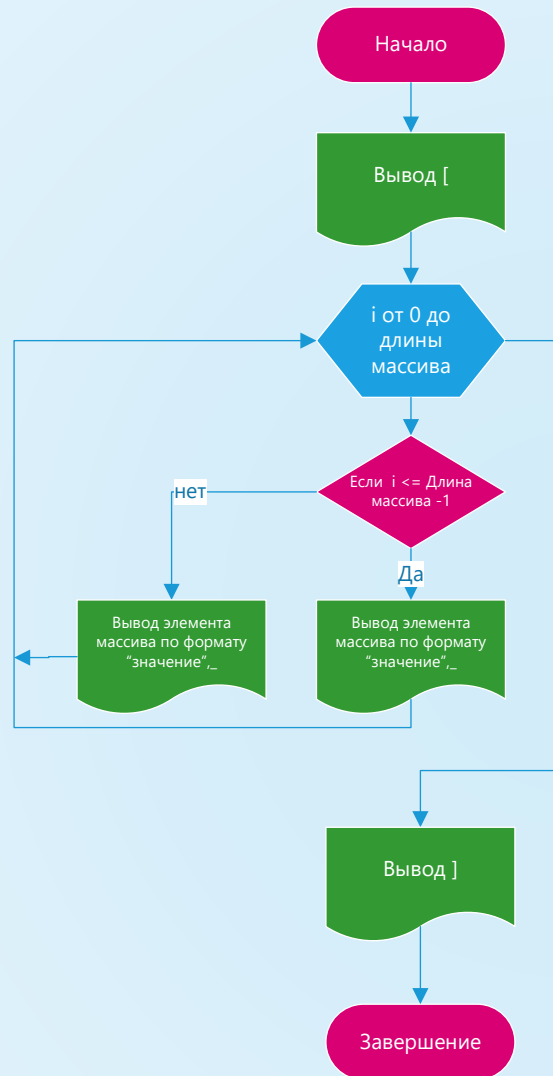 Начало
Вывод [
i от 0 до
длины
массива
Если i <= Длина
массива -1
нет
Да
Вывод элемента
массива по формату
“значение”,_
Вывод элемента
массива по формату
“значение”,_
Вывод ]
Завершение